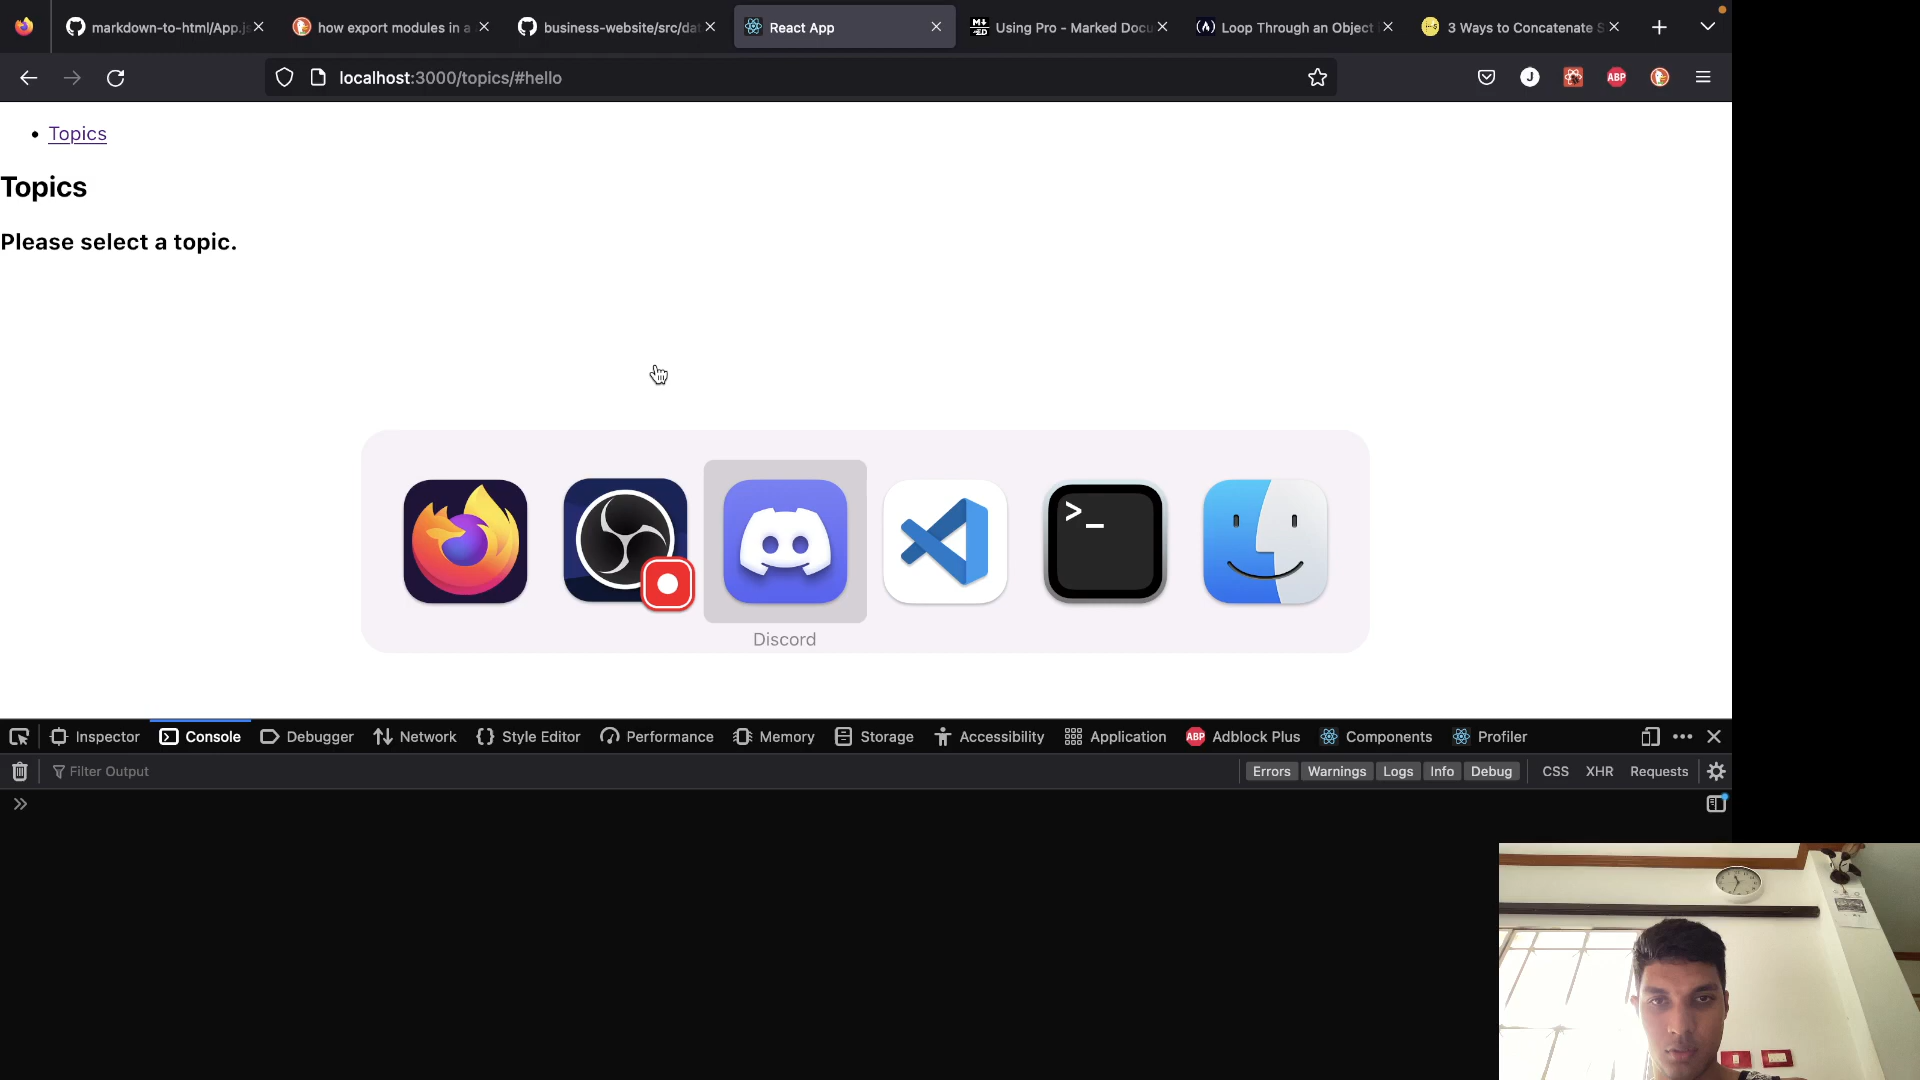 markdown-to-html/App.js
how export modules in a
business-website/src/dat
React App
Using Pro - Marked Docu
Loop Through an Object i
3 Ways to Concatenate S
localhost:3000/topics/#hello
ABP
Topics
Topics
Please select a topic.
Discord
Inspector
Console
Debugger
Network
Style Editor
Performance
Memory
Storage
Accessibility
Application
ABP
Adblock Plus
Components
Profiler
Filter Output
Errors
Warnings
Logs
Info
Debug
CSS
XHR
Requests